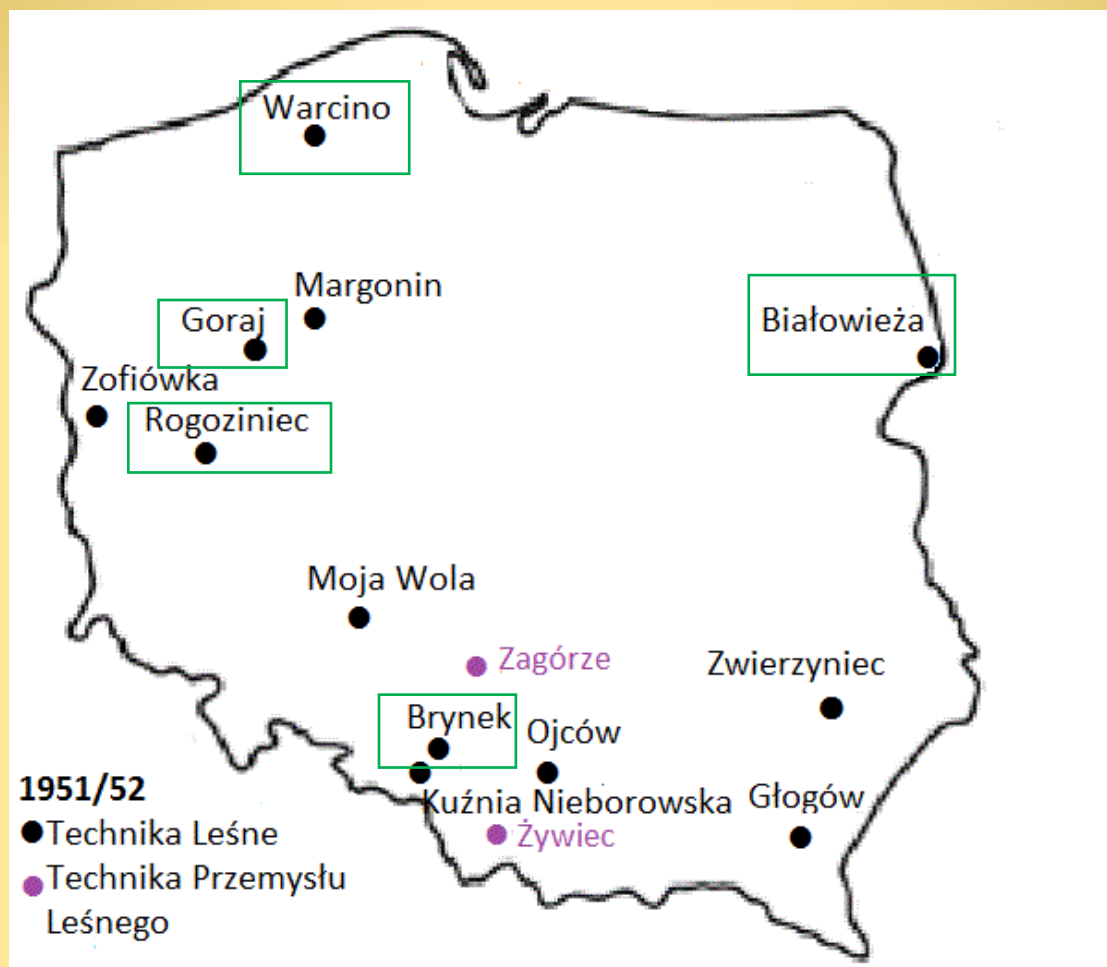 Warcino
Margonin
Goraj
Białowieża
Zofiówka
Rogoziniec
Moja Wola
Zagórze
Zwierzyniec
Brynek
Ojców
Kuźnia Nieborowska
Głogów
Żywiec
1951/52
Technika Leśne
Technika Przemysłu
Leśnego